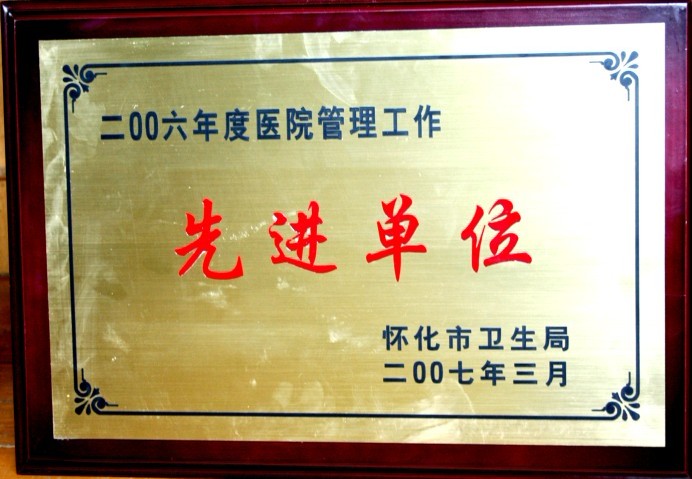 二00六年度医院管理工作
先进单位
怀化市卫生局
二00七年三月